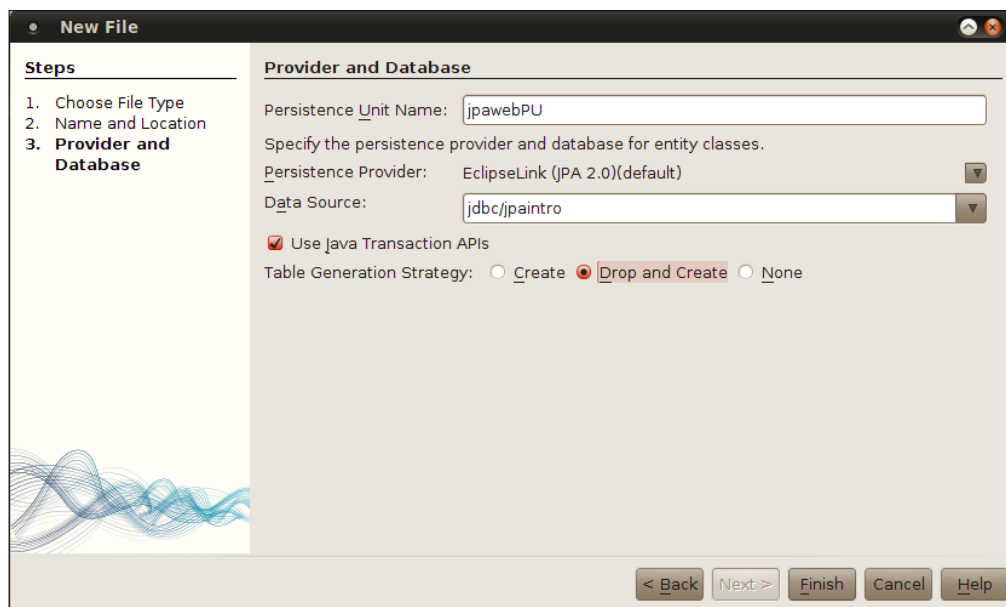 New File
Steps
1. Choose File Type
2. Name and Location
3. Provider and
Database
Provider and Database
Persistence Unit Name: jpawebPU
Specify the persistence provider and database for entity classes.
Persistence Provider: EclipseLink (JPA 2.0)(default)
Data Source: jdbc/jpaintro
Use Java Transaction APIs
Table Generation Strategy: Create Drop and Create None
< Back Next > Finish Cancel Help